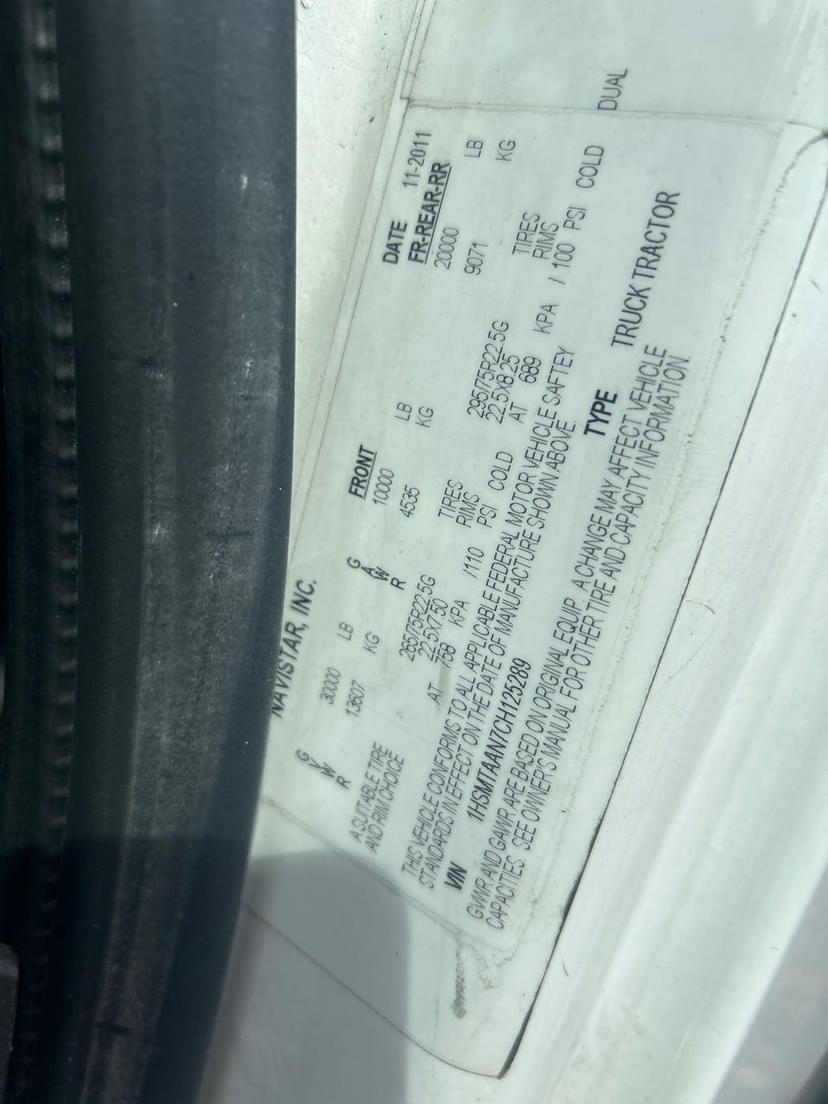 NAVISTAR, INC. DATE 11-2011
GVWR 30000 LB GAWR FRONT FR-REAR-RR
13607 KG 10000 LB 20000 LB
4535 KG 9071 KG
A SUITABLE TIRE 265/75R22.5G TIRES 295/75R22.5G TIRES
AND RIM CHOICE 22.5X7.50 RIMS 22.5X8.25 RIMS
AT 758 KPA /110 PSI COLD AT 689 KPA / 100 PSI COLD DUAL
THIS VEHICLE CONFORMS TO ALL APPLICABLE FEDERAL MOTOR VEHICLE SAFTEY
STANDARDS IN EFFECT ON THE DATE OF MANUFACTURE SHOWN ABOVE.
VIN 1HSMTAAN7CH125289 TYPE TRUCK TRACTOR
GVWR AND GAWR ARE BASED ON ORIGINAL EQUIP. A CHANGE MAY AFFECT VEHICLE
CAPACITIES. SEE OWNER'S MANUAL FOR OTHER TIRE AND CAPACITY INFORMATION.